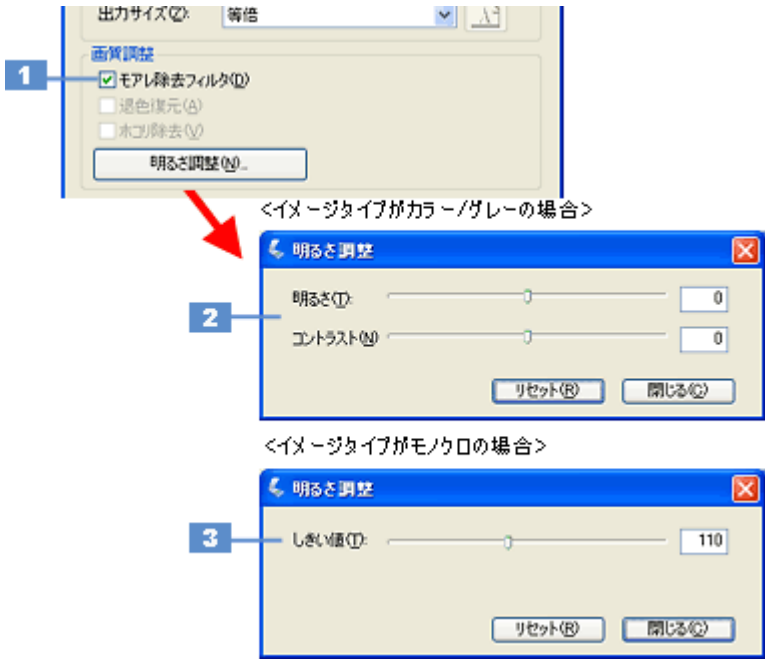 出力サイズ(Z): 等倍
画質調整
1
モアレ除去フィルタ(D)
退色復元(A)
ホコリ除去(V)
明るさ調整(N)...
<イメージタイプがカラー/グレーの場合>
明るさ調整
明るさ(T): 0
2
コントラスト(N) 0
リセット(R) 閉じる(C)
<イメージタイプがモノクロの場合>
明るさ調整
3 しきい値(T): 110
リセット(R) 閉じる(C)